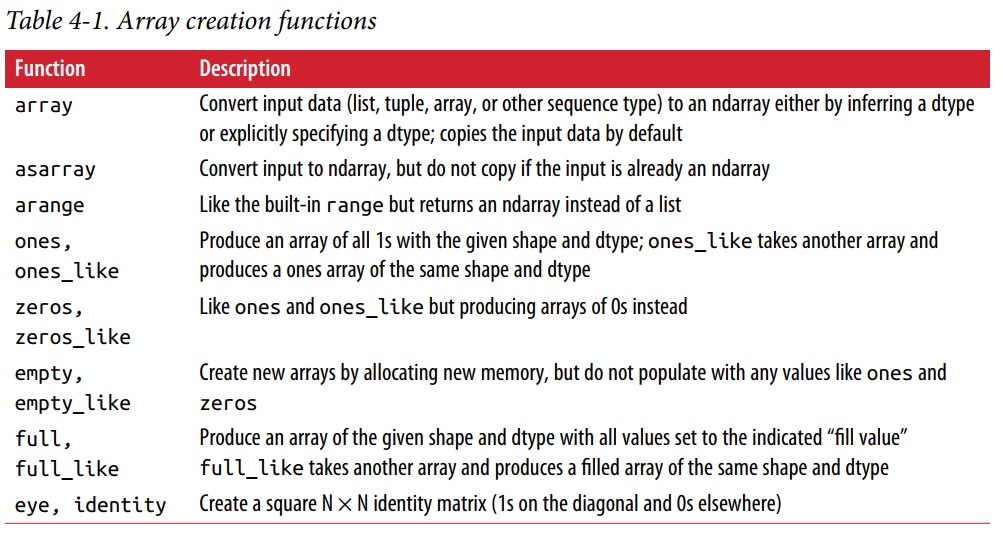 Table 4-1. Array creation functions
Function Description
array Convert input data (list, tuple, array, or other sequence type) to an ndarray either by inferring a dtype
or explicitly specifying a dtype; copies the input data by default
asarray Convert input to ndarray, but do not copy if the input is already an ndarray
arange Like the built-in range but returns an ndarray instead of a list
ones, Produce an array of all 1s with the given shape and dtype; ones_like takes another array and
ones_like produces a ones array of the same shape and dtype
zeros, Like ones and ones_like but producing arrays of 0s instead
zeros_like
empty, Create new arrays by allocating new memory, but do not populate with any values like ones and
empty_like zeros
full, Produce an array of the given shape and dtype with all values set to the indicated “fill value”
full_like full_like takes another array and produces a filled array of the same shape and dtype
eye, identity Create a square N × N identity matrix (1s on the diagonal and 0s elsewhere)